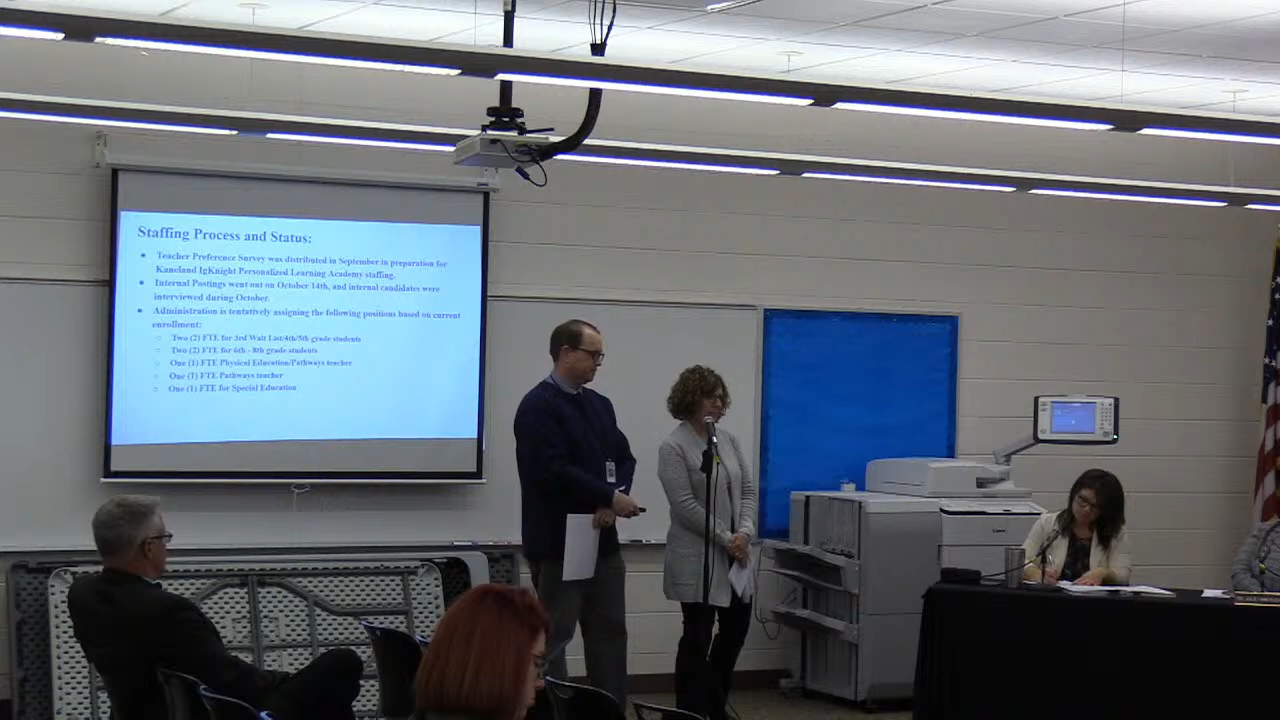 Staffing Process and Status:
Teacher Preference Survey was distributed in September in preparation for
Kaneland IgKnight Personalized Learning Academy staffing.
Internal Postings went out on October 14th, and internal candidates were
interviewed during October.
Administration is tentatively assigning the following positions based on current
enrollment:
Two (2) FTE for 3rd Wait List/4th/5th grade students
Two (2) FTE for 6th - 8th grade students
One (1) FTE Physical Education/Pathways teacher
One (1) FTE Pathways teacher
One (1) FTE for Special Education
Canon